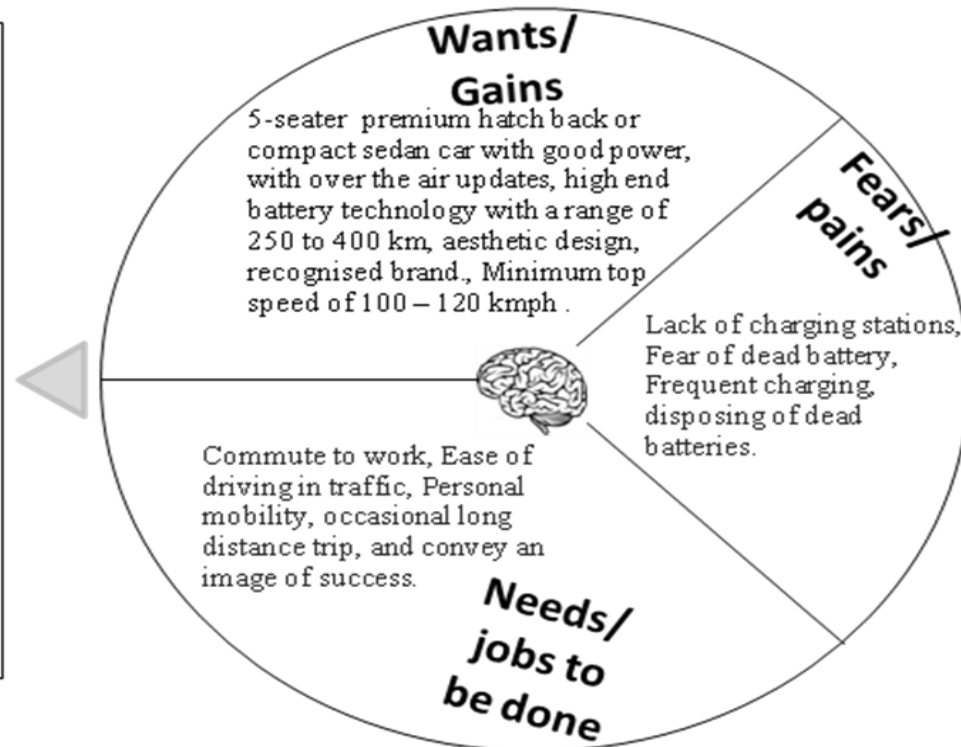 Wants/
Gains
5-seater premium hatch back or
compact sedan car with good power,
with over the air updates, high end
battery technology with a range of
250 to 400 km, aesthetic design,
recognised brand., Minimum top
speed of 100 – 120 kmph .
Fears/
pains
Lack of charging stations,
Fear of dead battery,
Frequent charging,
disposing of dead
batteries.
Commute to work, Ease of
driving in traffic, Personal
mobility, occasional long
distance trip, and convey an
image of success.
Needs/
jobs to
be done